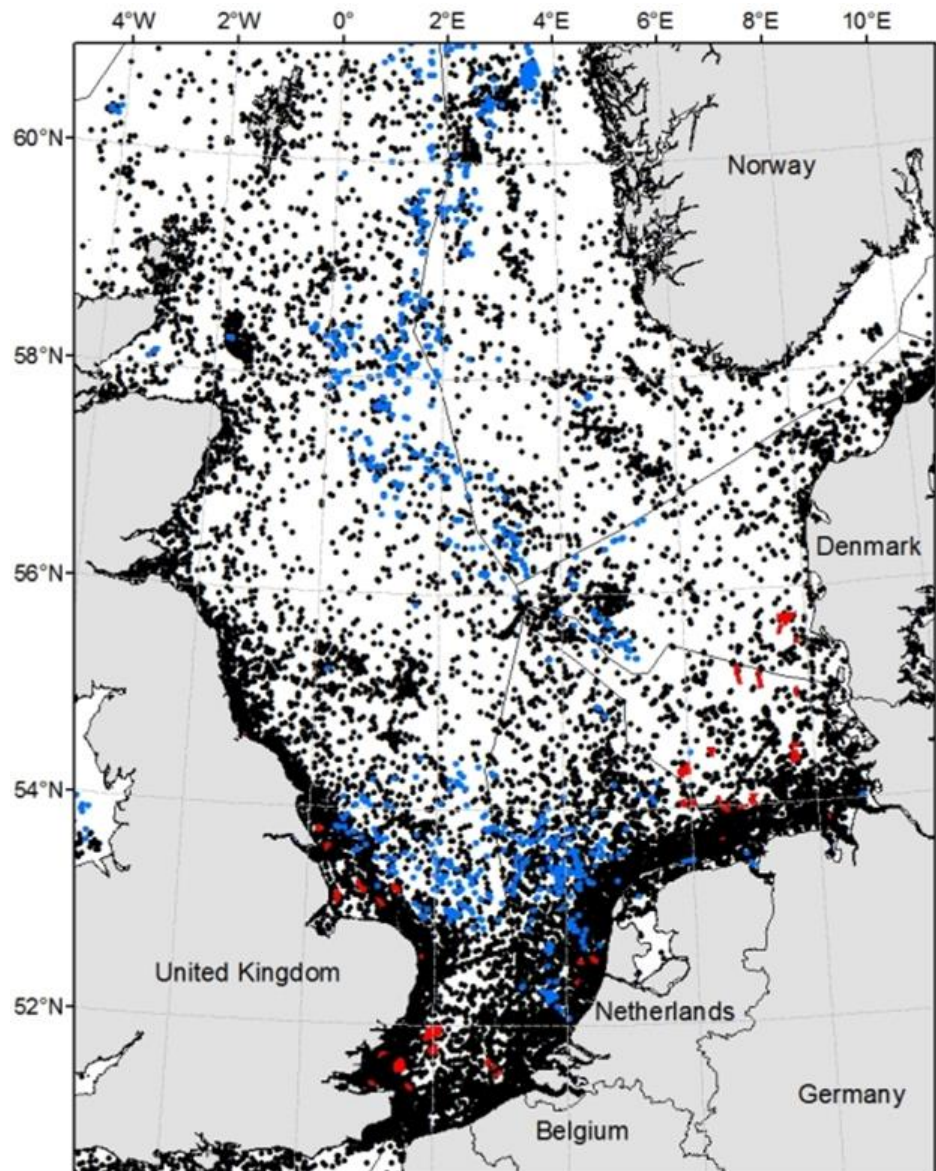 4°W 2°W 0° 2°E 4°E 6°E 8°E 10°E
60°N
Norway
58°N
Denmark
56°N
54°N
United Kingdom
52°N
Netherlands
Germany
Belgium